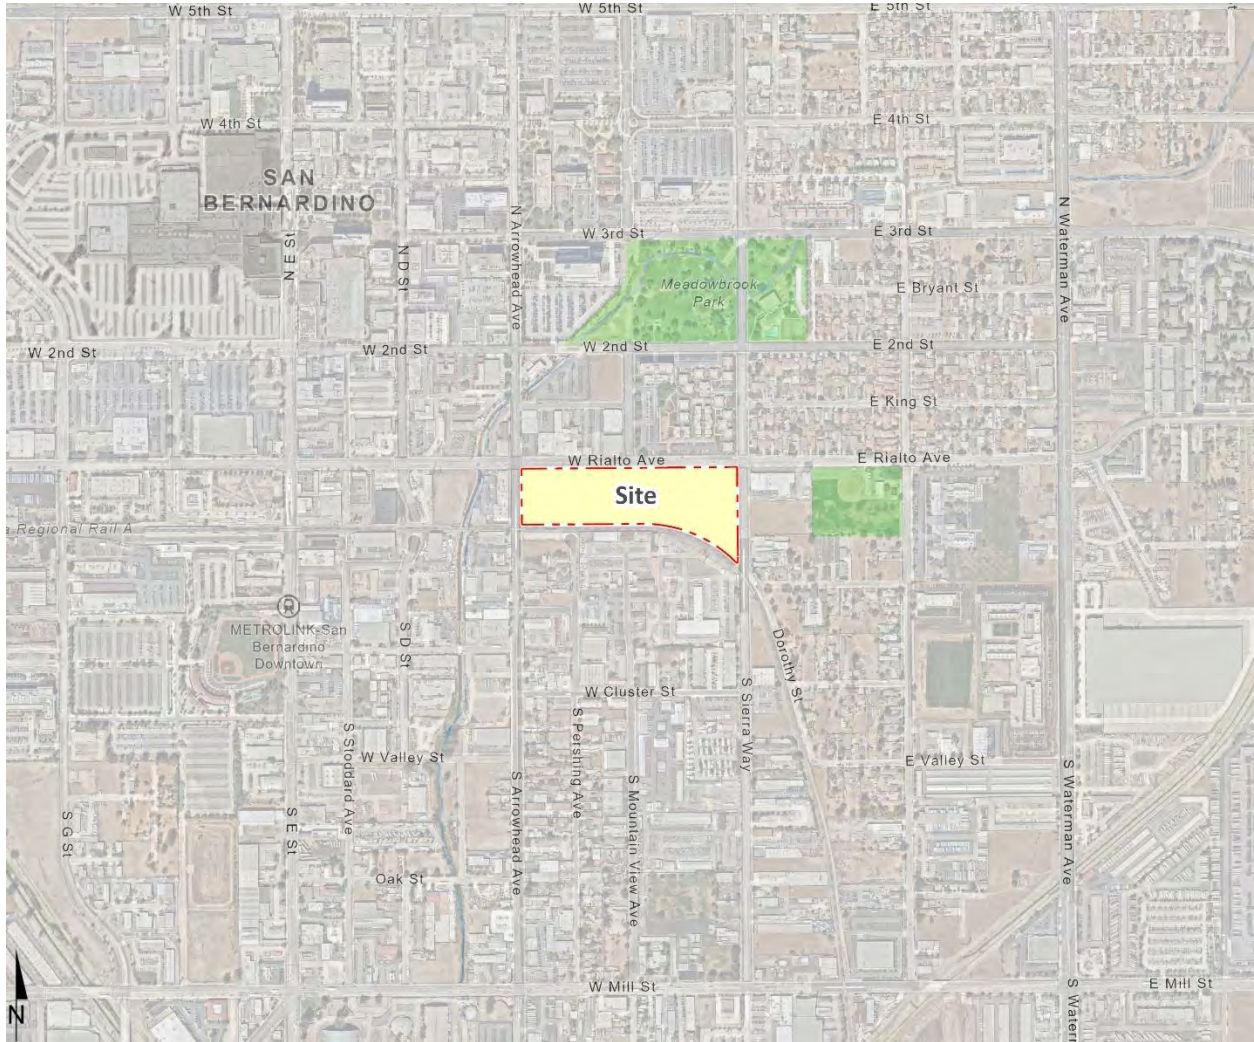 W 5th St
W 5th St
E 5th St
W 4th St
E 4th St
SAN
BERNARDINO
N E St
N D St
N Arrowhead Ave
W 3rd St
E 3rd St
N Waterman Ave
Meadowbrook
Park
E Bryant St
W 2nd St
W 2nd St
W 2nd St
E 2nd St
E King St
W Rialto Ave
E Rialto Ave
Site
a Regional Rail A
METROLINK-San
Bernardino
Downtown
S D St
Dorothy St
W Cluster St
S Sierra Way
S Pershing Ave
S Stoddard Ave
W Valley St
E Valley St
S Mountain View Ave
S Arrowhead Ave
S Waterman Ave
S G St
S E St
Oak St
W Mill St
E Mill St
S Watern
N